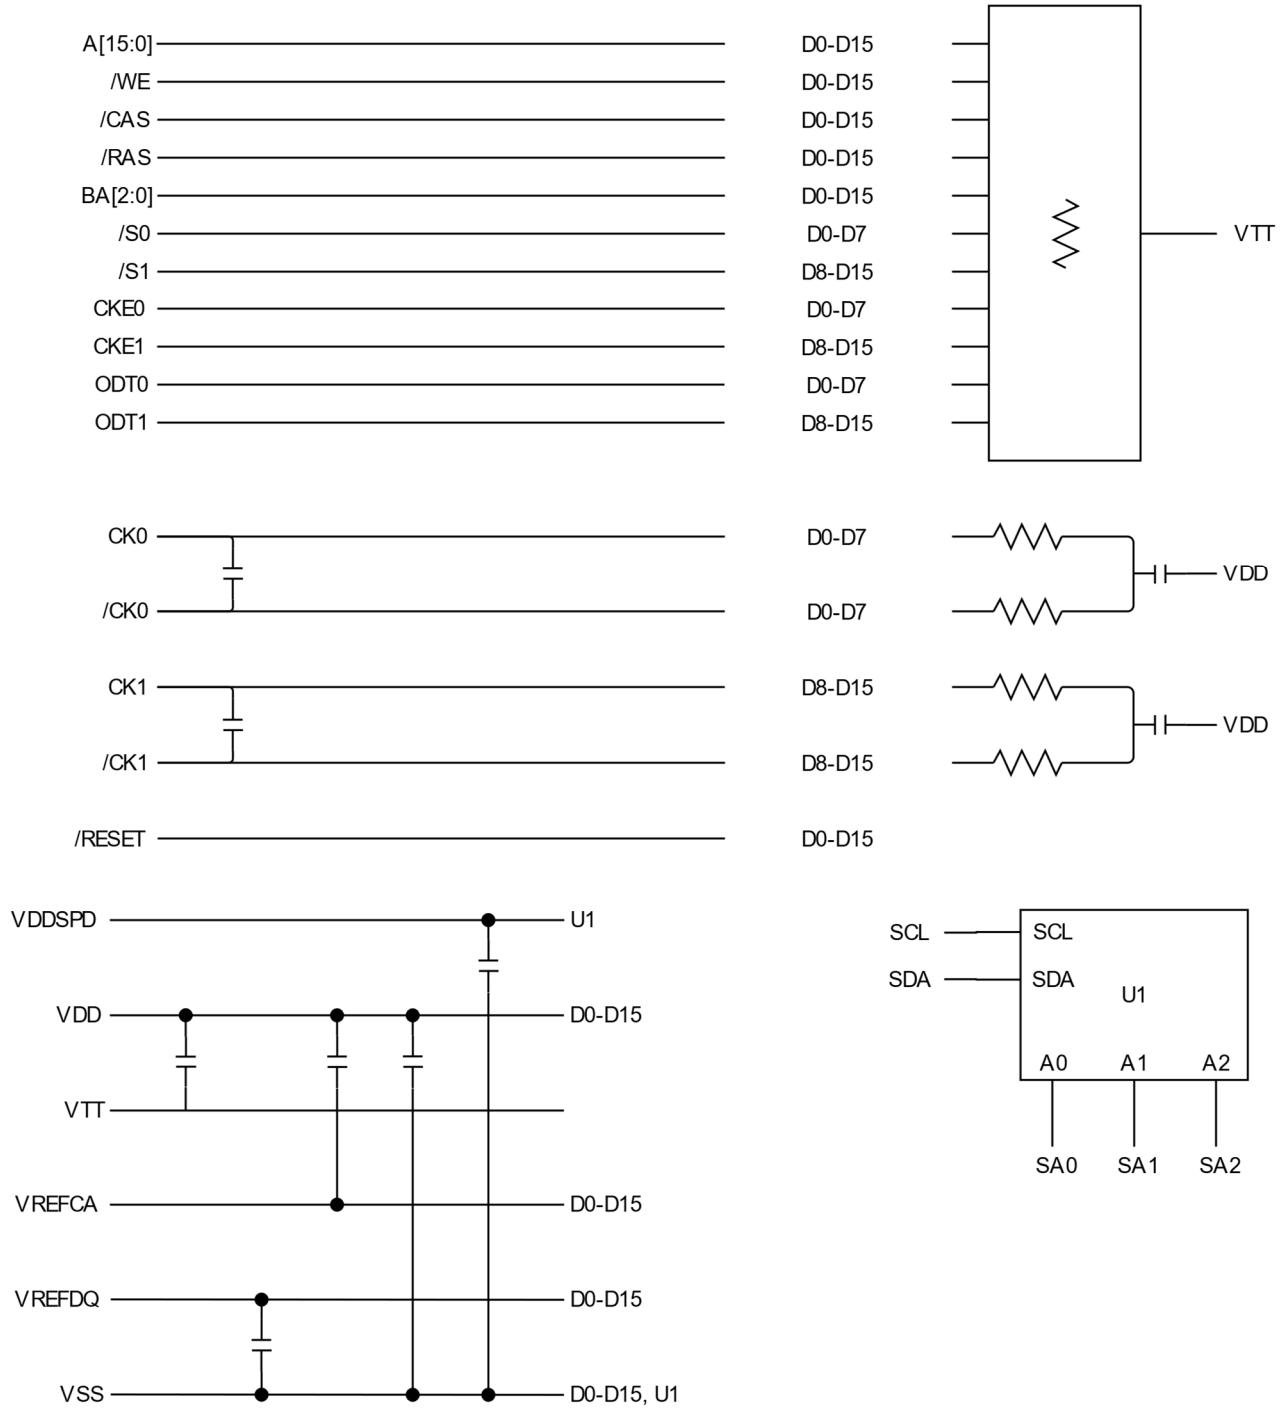 A[15:0] D0-D15
/WE D0-D15
/CAS D0-D15
/RAS D0-D15
BA[2:0] D0-D15
/S0 D0-D7 VTT
/S1 D8-D15
CKE0 D0-D7
CKE1 D8-D15
ODT0 D0-D7
ODT1 D8-D15
CK0 D0-D7
VDD
/CK0 D0-D7
CK1 D8-D15
VDD
/CK1 D8-D15
/RESET D0-D15
VDDSPD U1
VDD D0-D15
VTT
VREFCA D0-D15
VREFDQ D0-D15
VSS D0-D15, U1
SCL SCL
SDA SDA
U1
A0 A1 A2
SA0 SA1 SA2